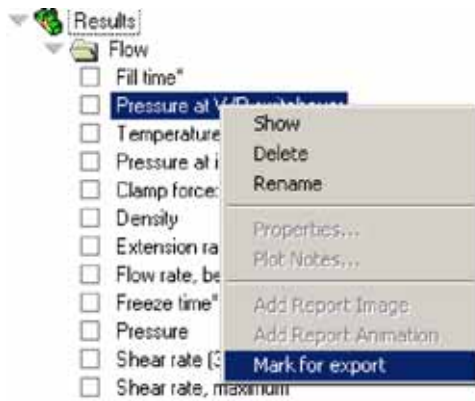 Results
Flow
Fill time*
Pressure at V/P switchover
Temperature
Pressure at i
Clamp force:
Density
Extension ra
Flow rate, be
Freeze time*
Pressure
Shear rate (3
Shear rate, maximum
Show
Delete
Rename
Properties...
Plot Notes...
Add Report Image
Add Report Animation
Mark for export